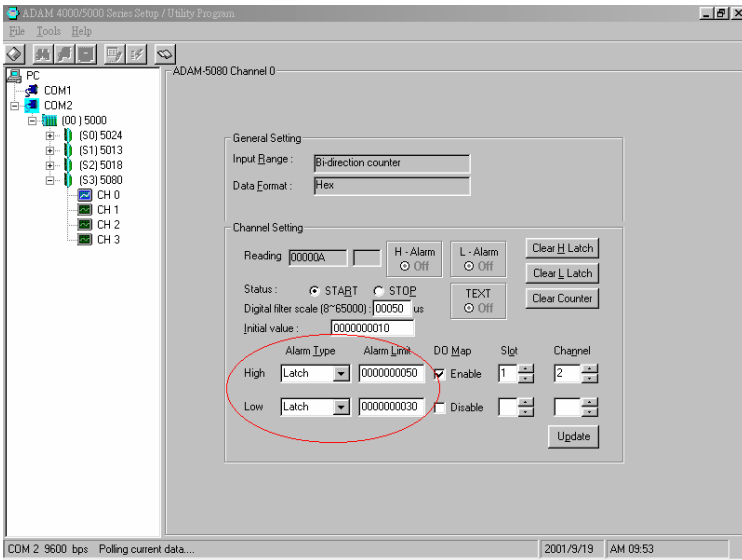 ADAM 4000/5000 Series Setup / Utility Program
File Tools Help
PC
COM1
COM2
(00 ) 5000
(S0) 5024
(S1) 5013
(S2) 5018
(S3) 5080
CH 0
CH 1
CH 2
CH 3
ADAM-5080 Channel 0
General Setting
Input Range : Bi-direction counter
Data Format : Hex
Channel Setting
Reading 00000A
H - Alarm
Off
L - Alarm
Off
Clear H Latch
Clear L Latch
Clear Counter
Status : START STOP
TEXT
Off
Digital filter scale (8~65000) : 00050 us
Initial value : 0000000010
Alarm Type Alarm Limit DO Map Slot Channel
High Latch 0000000050 Enable 1 2
Low Latch 0000000030 Disable
Update
COM 2 9600 bps Polling current data.... 2001/9/19 AM 09:53